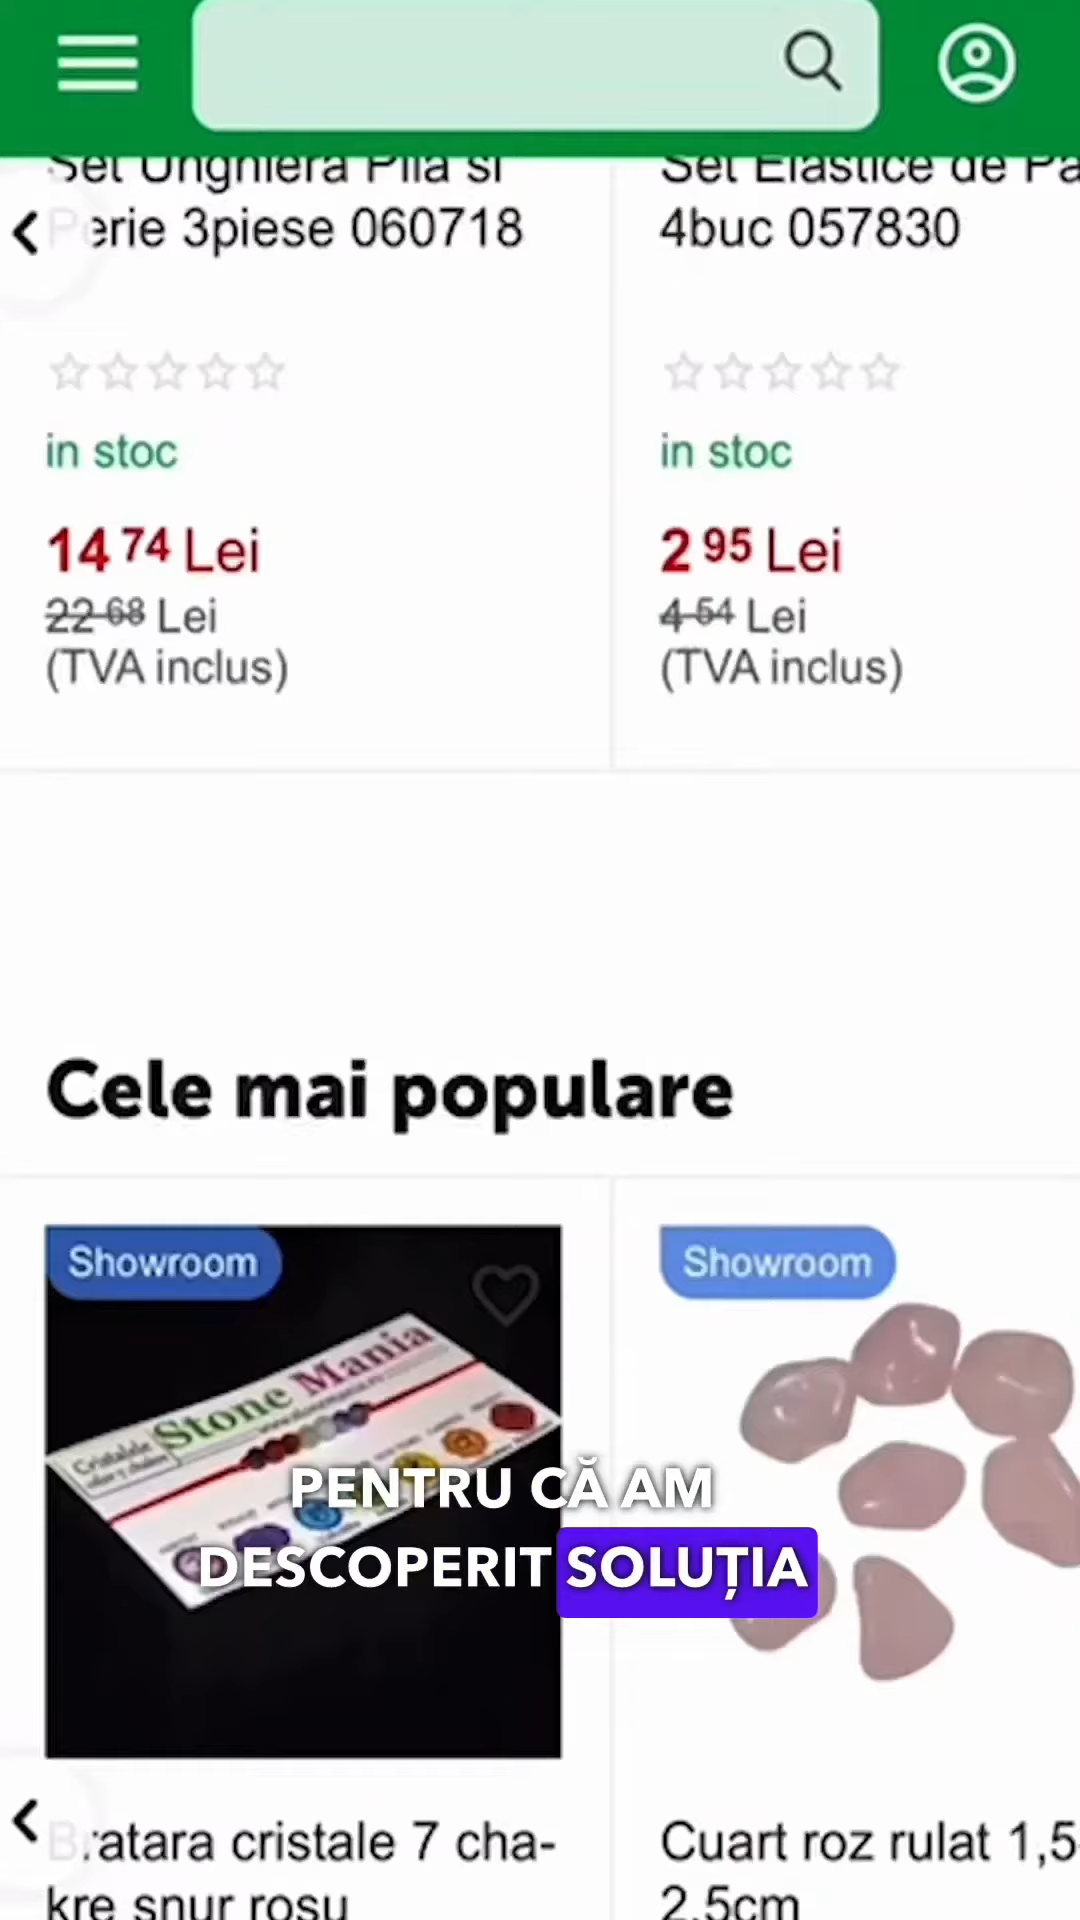 Set Unghiera Pila si
Perie 3piese 060718
Set Elastice de Pa
4buc 057830
in stoc
in stoc
14 74 Lei
22 68 Lei
(TVA inclus)
2 95 Lei
4 54 Lei
(TVA inclus)
Cele mai populare
Showroom
Showroom
Stone Mania
Cristalele
PENTRU CĂ AM
DESCOPERIT SOLUȚIA
Bratara cristale 7 cha-
kre snur rosu
Cuart roz rulat 1,5-
2,5cm